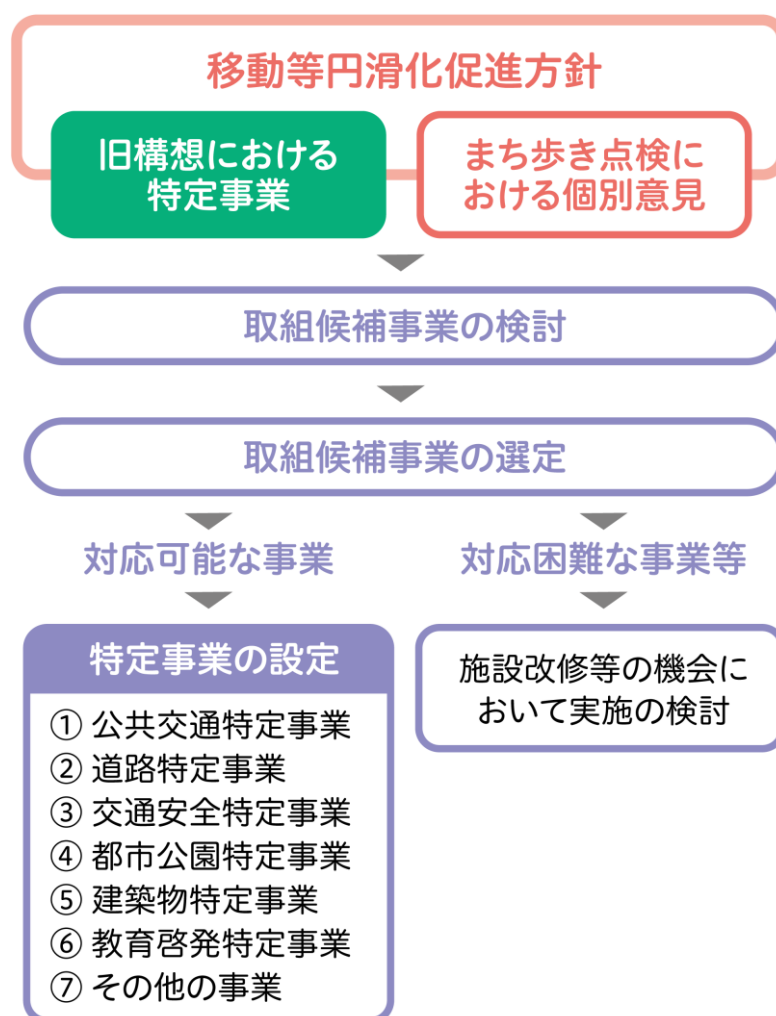 移動等円滑化促進方針
旧構想における
特定事業
まち歩き点検に
おける個別意見
取組候補事業の検討
取組候補事業の選定
対応可能な事業
対応困難な事業等
特定事業の設定
① 公共交通特定事業
② 道路特定事業
③ 交通安全特定事業
④ 都市公園特定事業
⑤ 建築物特定事業
⑥ 教育啓発特定事業
⑦ その他の事業
施設改修等の機会に
おいて実施の検討